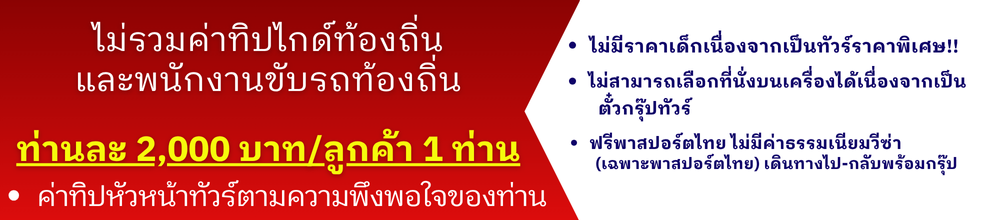 ไม่รวมค่าทิปไกด์ท้องถิ่น
และพนักงานขับรถท้องถิ่น
ท่านละ 2,000 บาท/ลูกค้า 1 ท่าน
• ค่าทิปหัวหน้าทัวร์ตามความพึงพอใจของท่าน
• ไม่มีราคาเด็กเนื่องจากเป็นทัวร์ราคาพิเศษ!!
• ไม่สามารถเลือกที่นั่งบนเครื่องได้เนื่องจากเป็น
ตั๋วกรุ๊ปทัวร์
• ฟรีพาสปอร์ตไทย ไม่มีค่าธรรมเนียมวีซ่า
(เฉพาะพาสปอร์ตไทย) เดินทางไป-กลับพร้อมกรุ๊ป